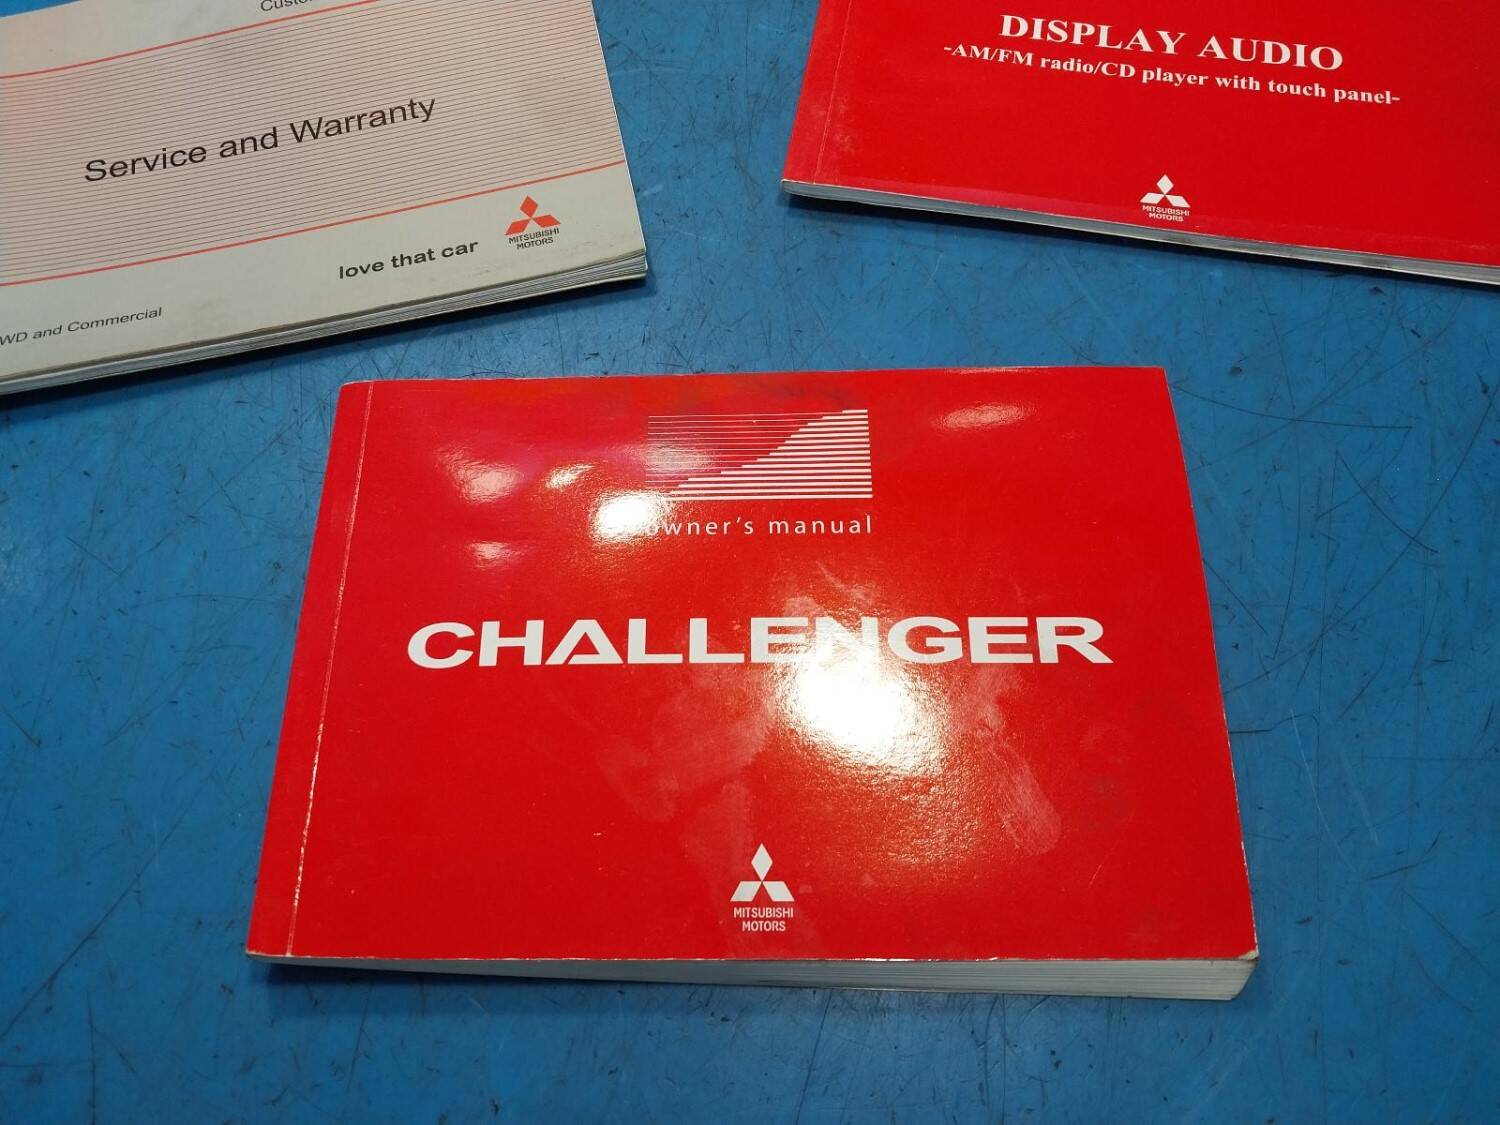 Service and Warranty
love that car
MITSUBISHI
MOTORS
WD and Commercial
DISPLAY AUDIO
-AM/FM radio/CD player with touch panel-
MITSUBISHI
MOTORS
owner's manual
CHALLENGER
MITSUBISHI
MOTORS